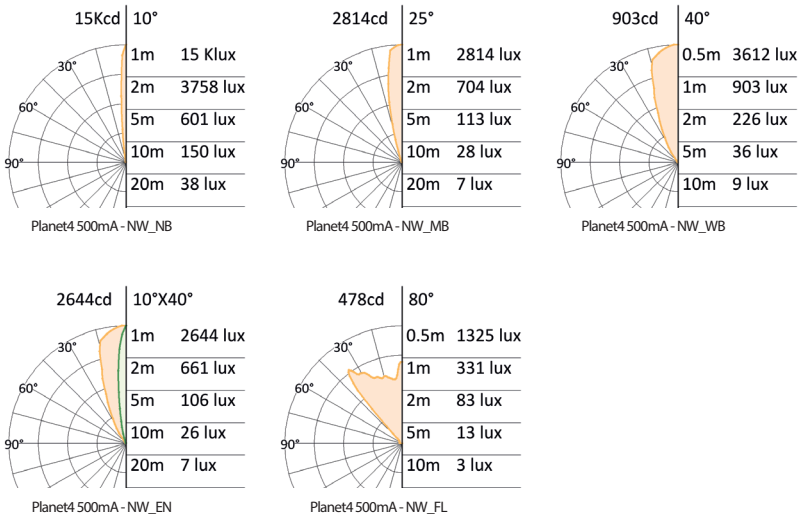 15Kcd 10°
1m 15 Klux
30°
2m 3758 lux
60°
5m 601 lux
90°
10m 150 lux
20m 38 lux
Planet4 500mA - NW_NB
2814cd 25°
1m 2814 lux
30°
2m 704 lux
60°
5m 113 lux
90°
10m 28 lux
20m 7 lux
Planet4 500mA - NW_MB
903cd 40°
0.5m 3612 lux
30°
1m 903 lux
60°
2m 226 lux
90°
5m 36 lux
10m 9 lux
Planet4 500mA - NW_WB
2644cd 10°X40°
1m 2644 lux
30°
2m 661 lux
60°
5m 106 lux
90°
10m 26 lux
20m 7 lux
Planet4 500mA - NW_EN
478cd 80°
0.5m 1325 lux
30°
1m 331 lux
60°
2m 83 lux
90°
5m 13 lux
10m 3 lux
Planet4 500mA - NW_FL